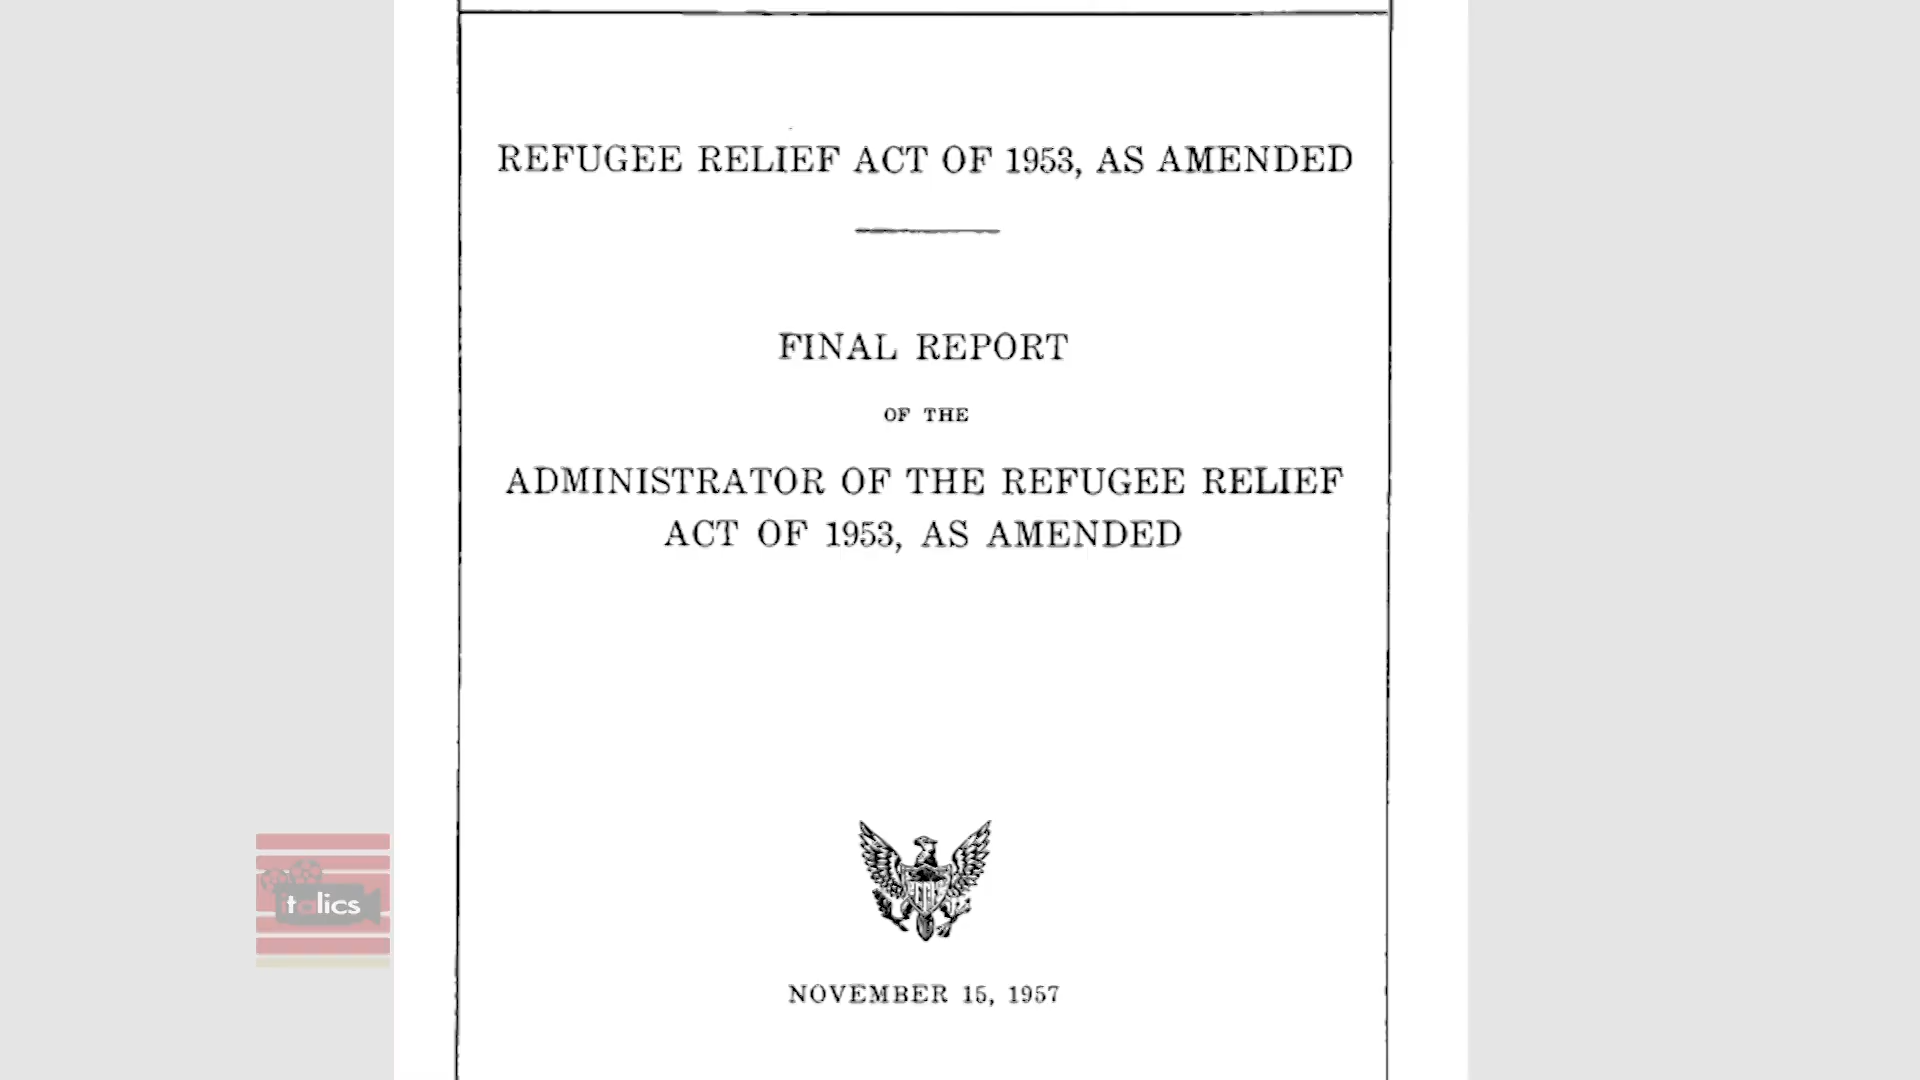 REFUGEE RELIEF ACT OF 1953, AS AMENDED
FINAL REPORT
OF THE
ADMINISTRATOR OF THE REFUGEE RELIEF
ACT OF 1953, AS AMENDED
NOVEMBER 15, 1957
italics